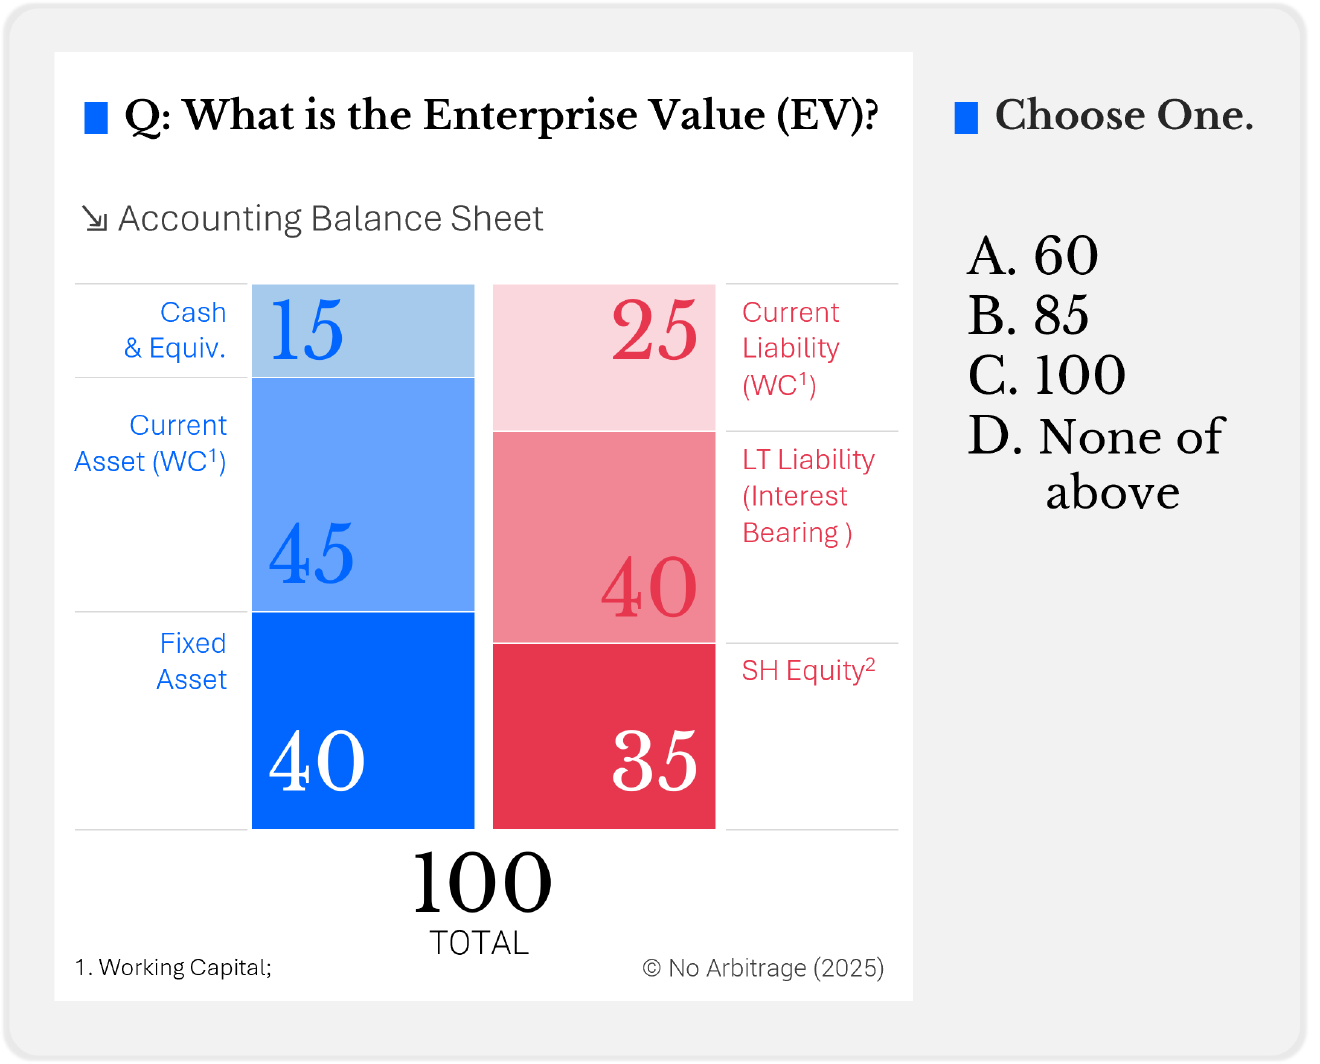 Q: What is the Enterprise Value (EV)?
Choose One.
Accounting Balance Sheet
Cash
& Equiv.
15
Current
Asset (WC¹)
45
Fixed
Asset
40
25
Current
Liability
(WC¹)
40
LT Liability
(Interest
Bearing )
35
SH Equity²
100
TOTAL
1. Working Capital;
© No Arbitrage (2025)
A. 60
B. 85
C. 100
D. None of
above